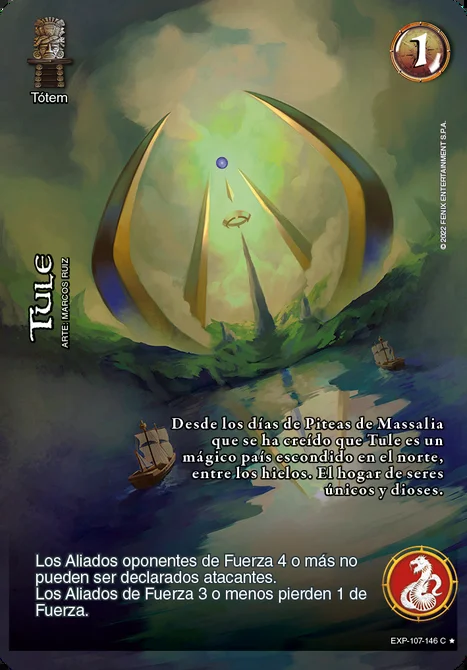 1
Tótem
© 2022 FENIX ENTERTAINMENT S.P.A.
Tule
ARTE: MARCOS RUIZ
Desde los días de Piteas de Massalia
que se ha creído que Tule es un
mágico país escondido en el norte,
entre los hielos. El hogar de seres
únicos y dioses.
Los Aliados oponentes de Fuerza 4 o más no
pueden ser declarados atacantes.
Los Aliados de Fuerza 3 o menos pierden 1 de
Fuerza.
EXP-107-146 C ★